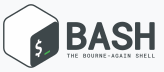 $_
BASH
THE BOURNE-AGAIN SHELL